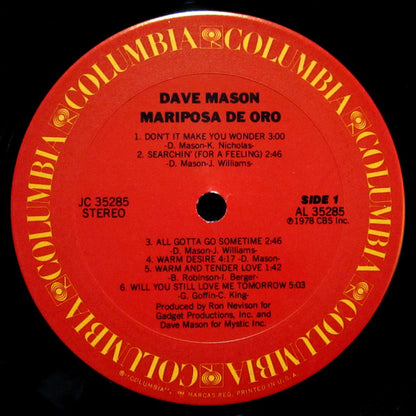 COLUMBIA COLUMBIA COLUMBIA COLUMBIA COLUMBIA COLUMBIA
DAVE MASON
MARIPOSA DE ORO
1. DON'T IT MAKE YOU WONDER 3:00
-D. Mason-K. Nicholas-
2. SEARCHIN' (FOR A FEELING) 2:46
-D. Mason-J. Williams-
JC 35285
STEREO
SIDE 1
AL 35285
Ⓟ1978 CBS Inc.
3. ALL GOTTA GO SOMETIME 2:46
-D. Mason-J. Williams-
4. WARM DESIRE 4:17 -D. Mason-
5. WARM AND TENDER LOVE 1:42
-B. Robinson-I. Berger-
6. WILL YOU STILL LOVE ME TOMORROW 5:03
-G. Goffin-C. King-
Produced by Ron Nevison for
Gadget Productions, Inc. and
Dave Mason for Mystic Inc.
"COLUMBIA", MARCAS REG. PRINTED IN U.S.A.